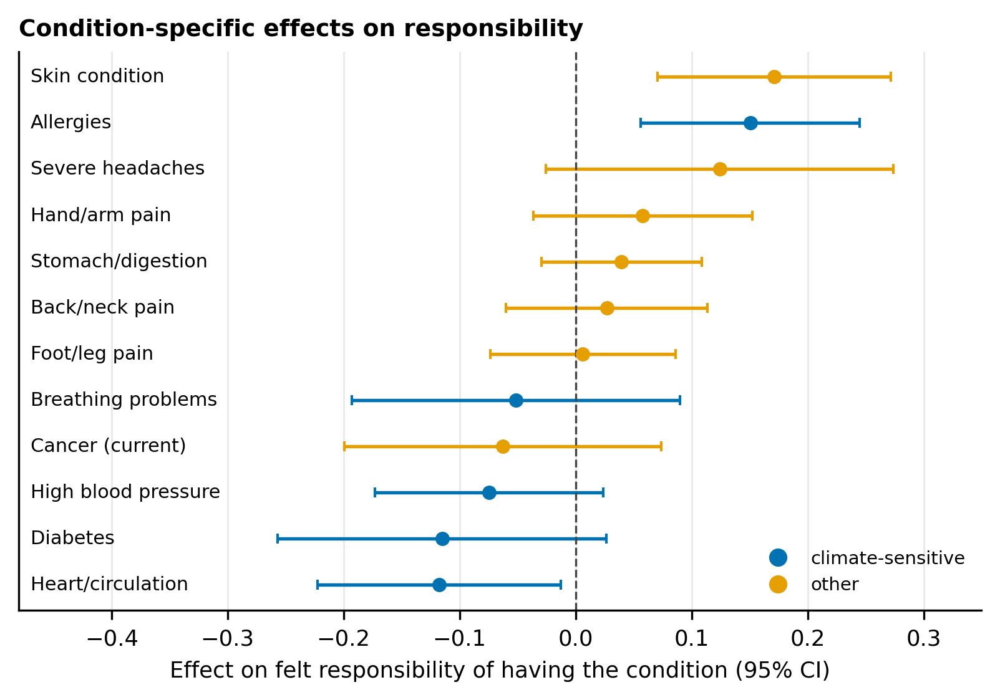 Condition-specific effects on responsibility
Skin condition
Allergies
Severe headaches
Hand/arm pain
Stomach/digestion
Back/neck pain
Foot/leg pain
Breathing problems
Cancer (current)
High blood pressure
Diabetes
Heart/circulation
climate-sensitive
other
−0.4 −0.3 −0.2 −0.1 0.0 0.1 0.2 0.3
Effect on felt responsibility of having the condition (95% CI)